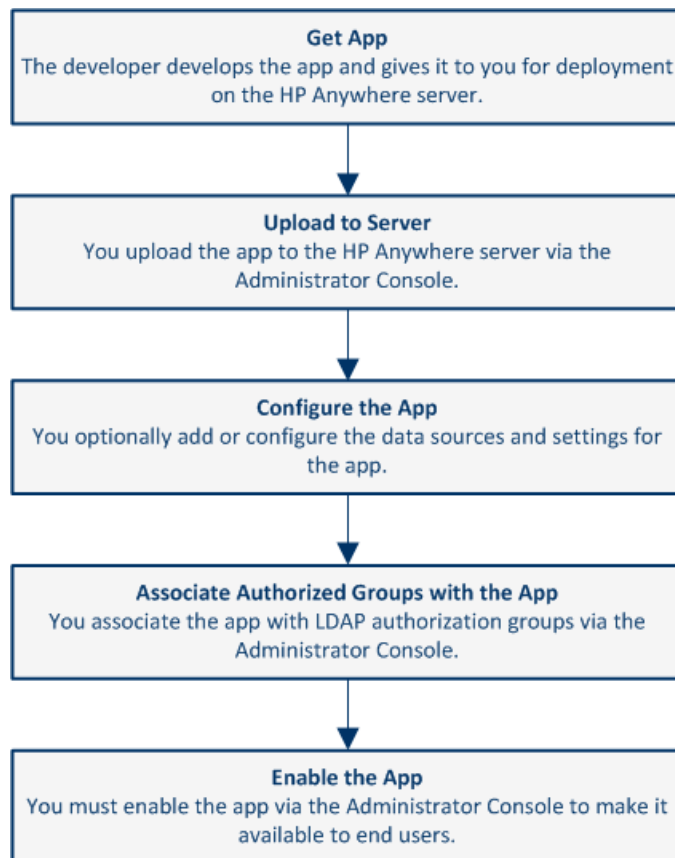 Get App
The developer develops the app and gives it to you for deployment
on the HP Anywhere server.
Upload to Server
You upload the app to the HP Anywhere server via the
Administrator Console.
Configure the App
You optionally add or configure the data sources and settings for
the app.
Associate Authorized Groups with the App
You associate the app with LDAP authorization groups via the
Administrator Console.
Enable the App
You must enable the app via the Administrator Console to make it
available to end users.